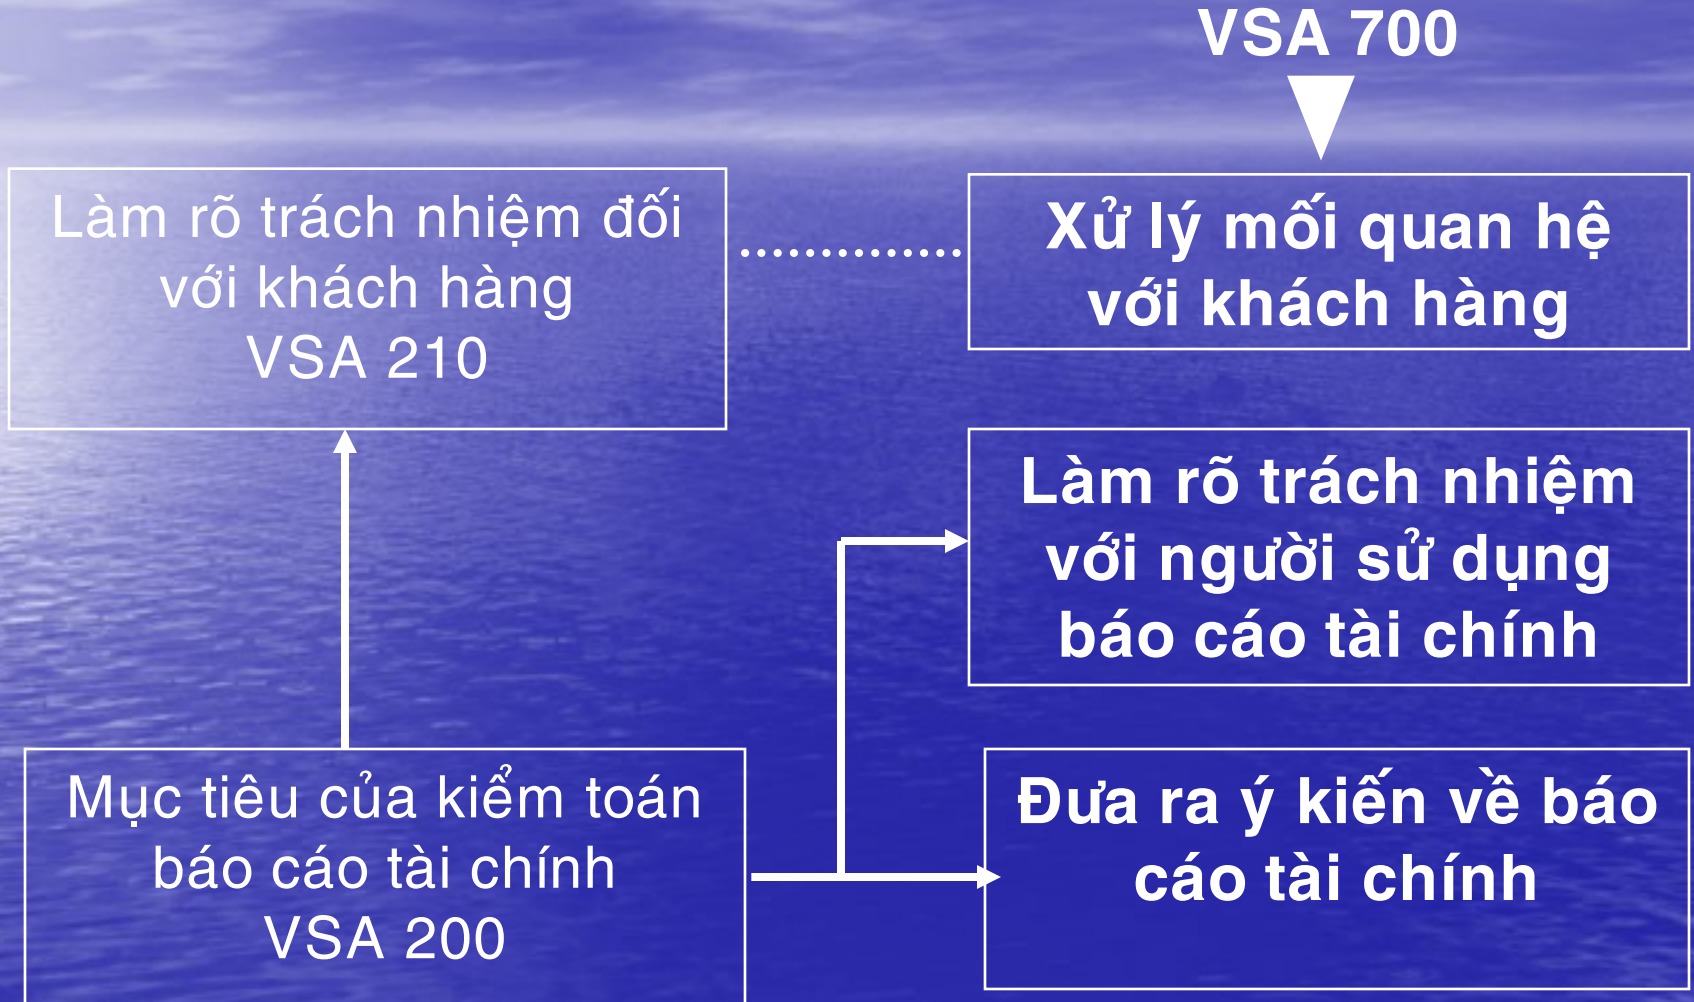 VSA 700
Làm rõ trách nhiệm đối
với khách hàng
VSA 210
Xử lý mối quan hệ
với khách hàng
Làm rõ trách nhiệm
với người sử dụng
báo cáo tài chính
Mục tiêu của kiểm toán
báo cáo tài chính
VSA 200
Đưa ra ý kiến về báo
cáo tài chính